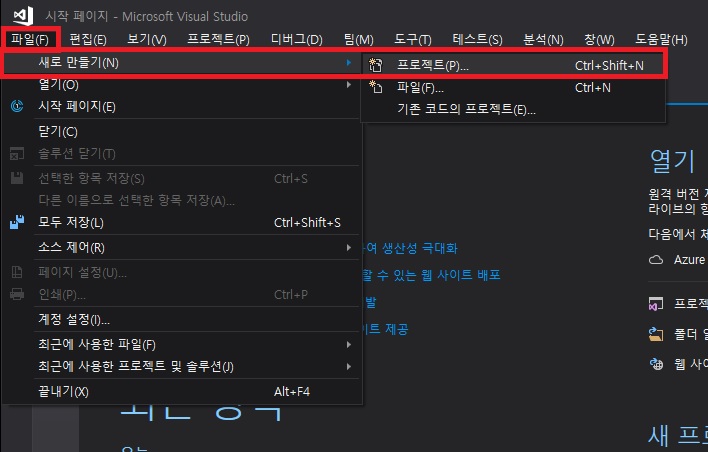 시작 페이지 - Microsoft Visual Studio
파일(F) 편집(E) 보기(V) 프로젝트(P) 디버그(D) 팀(M) 도구(T) 테스트(S) 분석(N) 창(W) 도움말(H)
새로 만들기(N)
프로젝트(P)... Ctrl+Shift+N
열기(O)
파일(F)... Ctrl+N
시작 페이지(E)
기존 코드의 프로젝트(E)...
닫기(C)
솔루션 닫기(T)
선택한 항목 저장(S) Ctrl+S
다른 이름으로 선택한 항목 저장(A)...
모두 저장(L) Ctrl+Shift+S
소스 제어(R)
페이지 설정(U)...
인쇄(P)... Ctrl+P
계정 설정(I)...
최근에 사용한 파일(F)
최근에 사용한 프로젝트 및 솔루션(J)
끝내기(X) Alt+F4
생산성 극대화
할 수 있는 웹 사이트 배포
발
이트 제공
열기
원격 버전
라이브의
다음에서
Azure
프로젝
폴더
웹 사이
새 프로